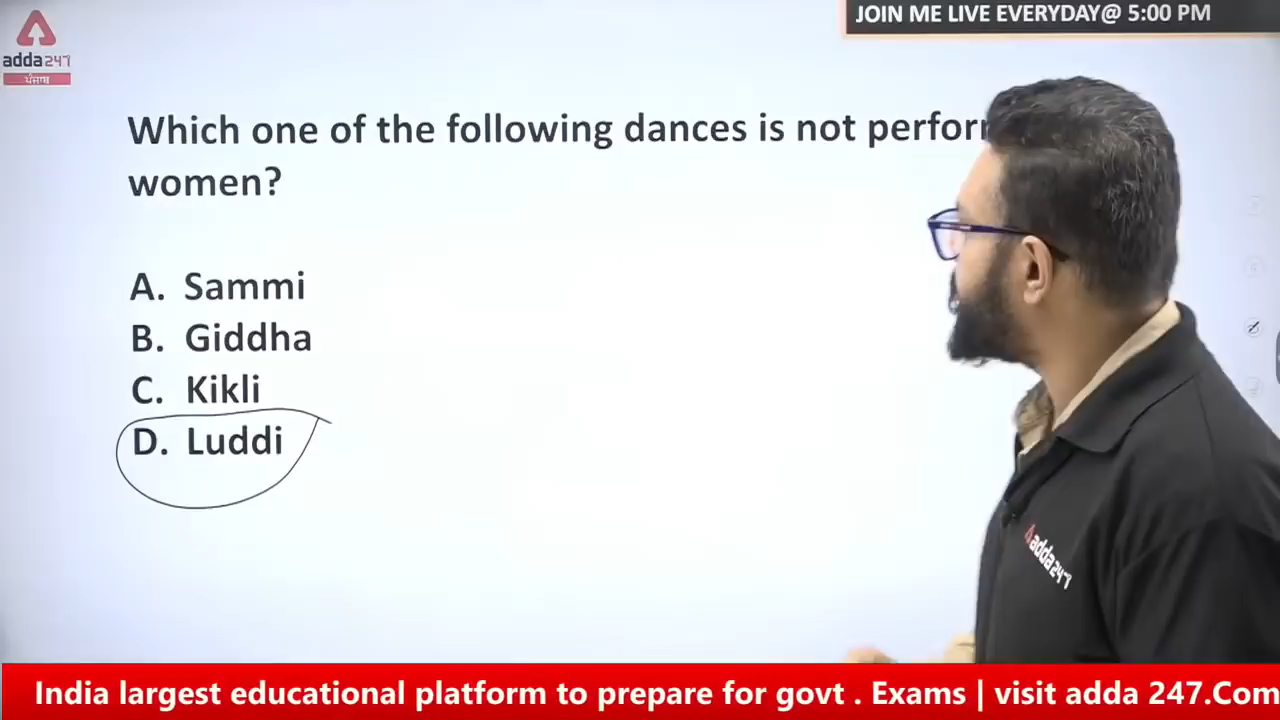 JOIN ME LIVE EVERYDAY@ 5:00 PM
adda247
ਪੰਜਾਬ
Which one of the following dances is not
women?
A. Sammi
B. Giddha
C. Kikli
D. Luddi
adda247
India largest educational platform to prepare for govt . Exams | visit adda 247.Com